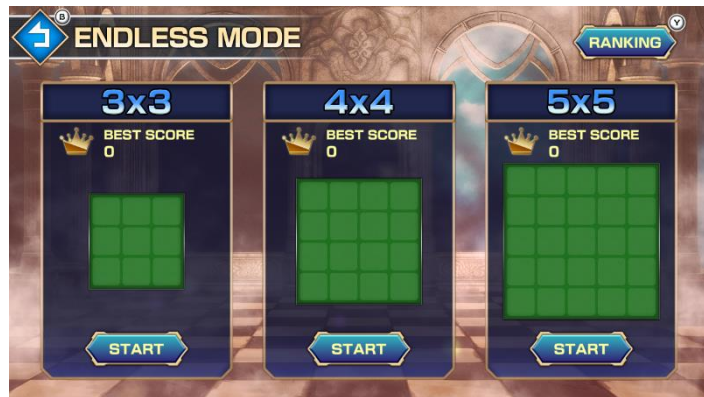 B
ENDLESS MODE
Y
RANKING
3x3
BEST SCORE
0
START
4x4
BEST SCORE
0
START
5x5
BEST SCORE
0
START